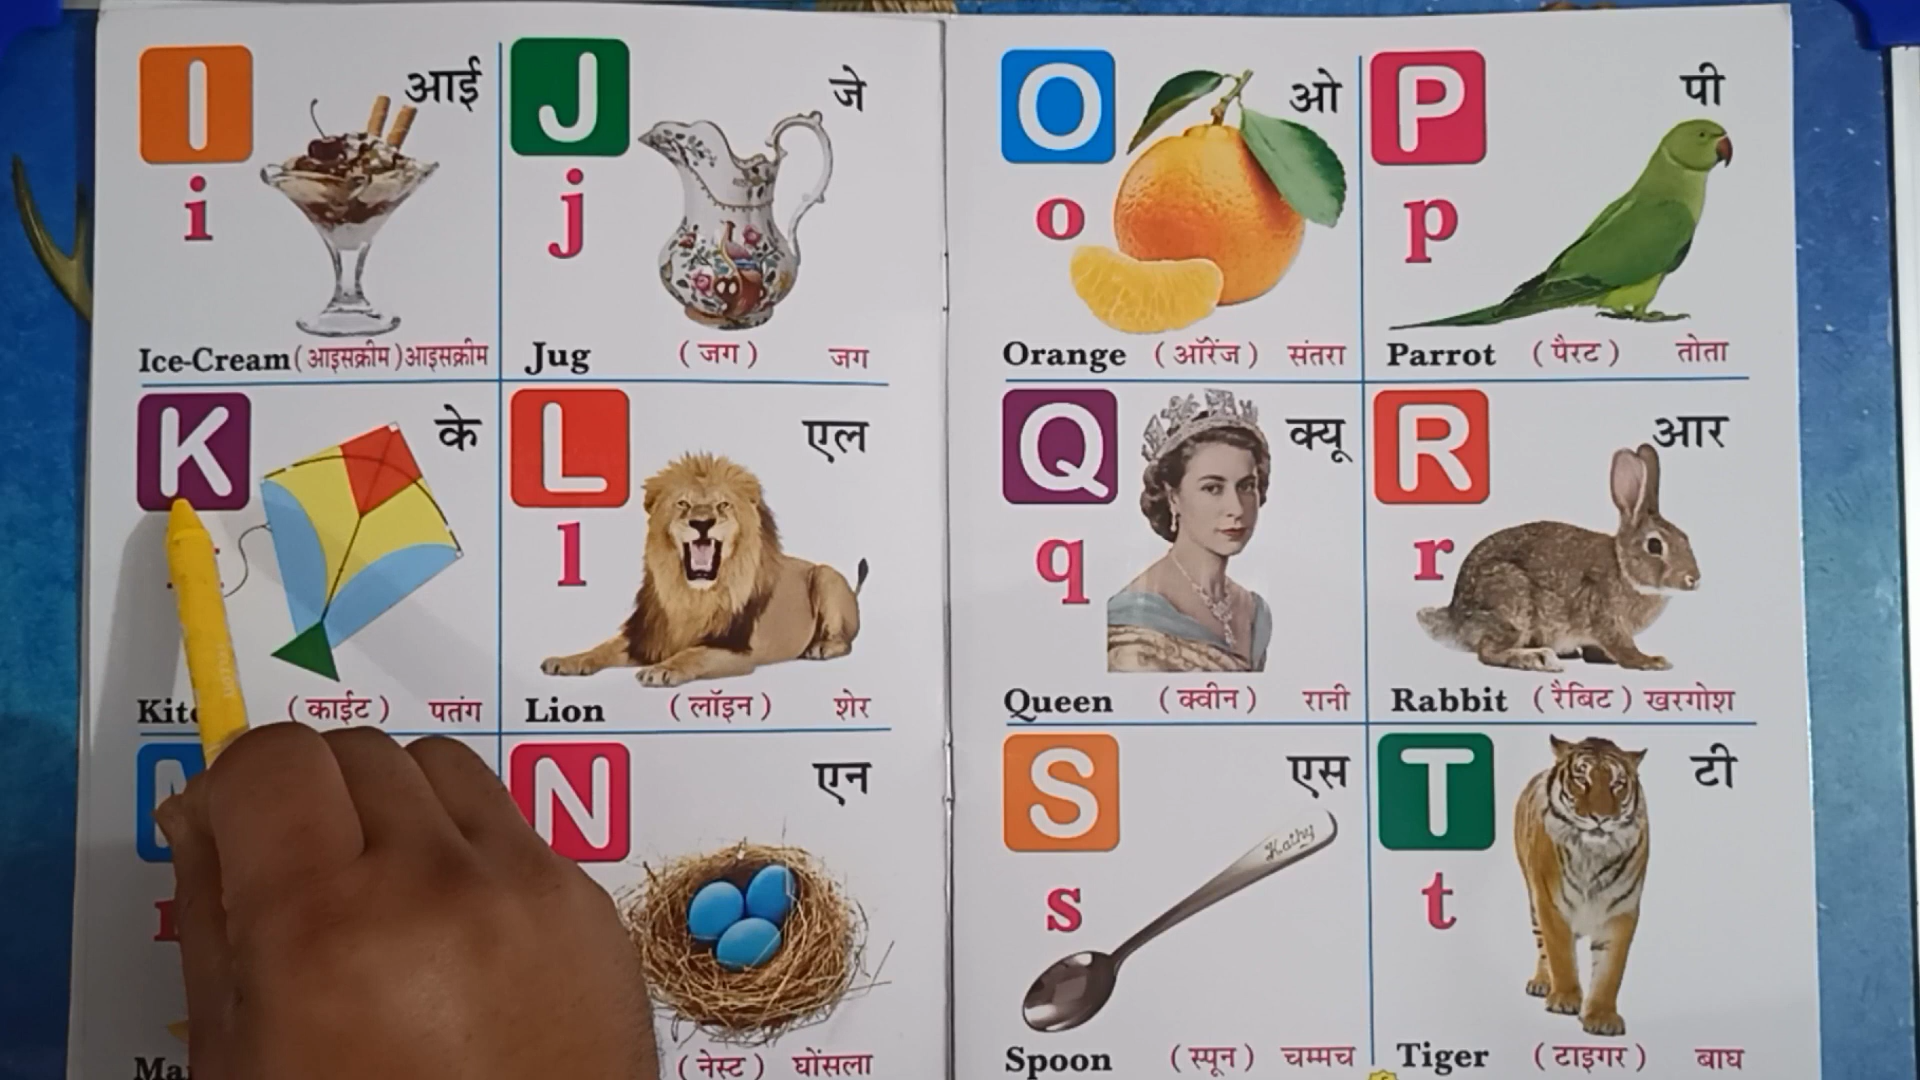 I आई
i
Ice-Cream (आइसक्रीम) आइसक्रीम
J जे
j
Jug (जग) जग
K के
(काईट) पतंग
L एल
l
Lion (लॉइन) शेर
N एन
(नेस्ट) घोंसला
O ओ
o
Orange (ऑरेंज) संतरा
P पी
p
Parrot (पैरट) तोता
Q क्यू
q
Queen (क्वीन) रानी
R आर
r
Rabbit (रैबिट) खरगोश
S एस
s
Kathy
Spoon (स्पून) चम्मच
T टी
t
Tiger (टाइगर) बाघ